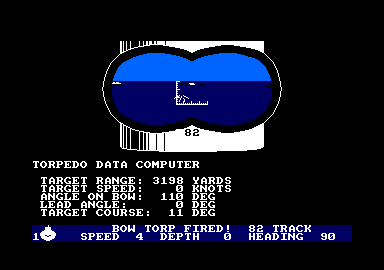 82
TORPEDO DATA COMPUTER
TARGET RANGE: 3198 YARDS
TARGET SPEED: 0 KNOTS
ANGLE ON BOW: 110 DEG
LEAD ANGLE: 0 DEG
TARGET COURSE: 11 DEG
BOW TORP FIRED! 82 TRACK
1 SPEED 4 DEPTH 0 HEADING 90